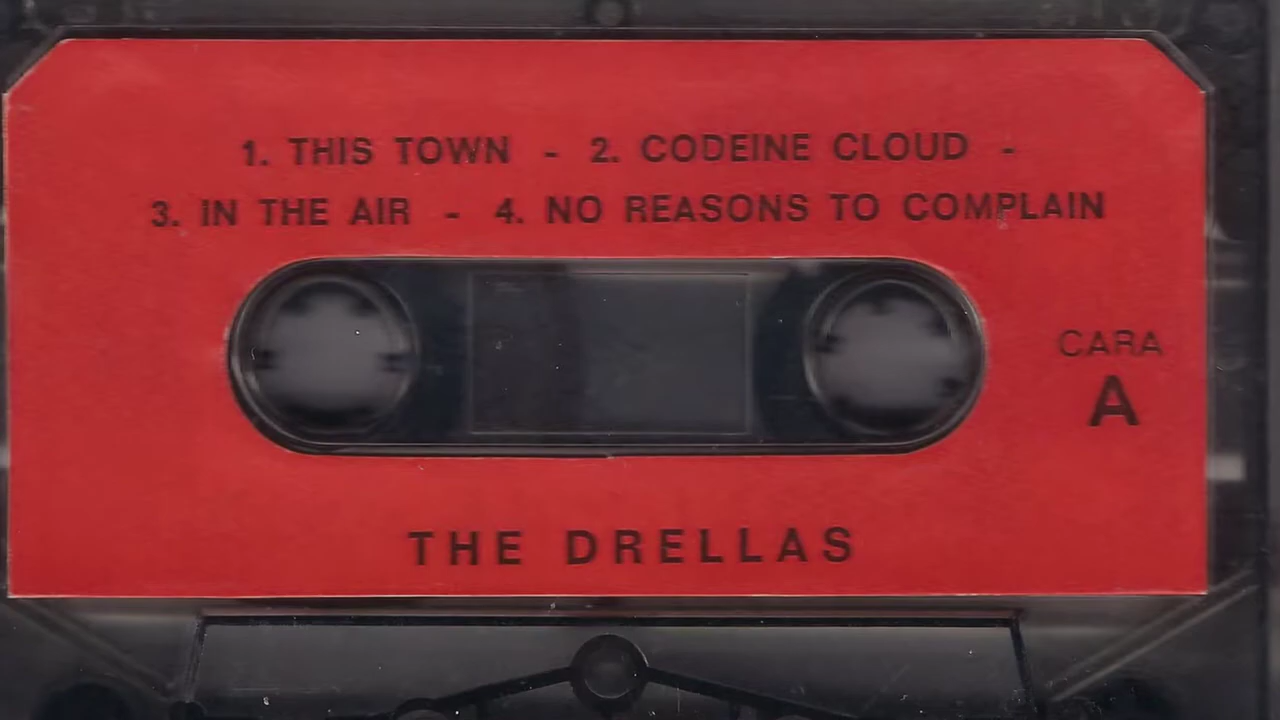 1. THIS TOWN - 2. CODEINE CLOUD -
3. IN THE AIR - 4. NO REASONS TO COMPLAIN
CARA
A
THE DRELLAS